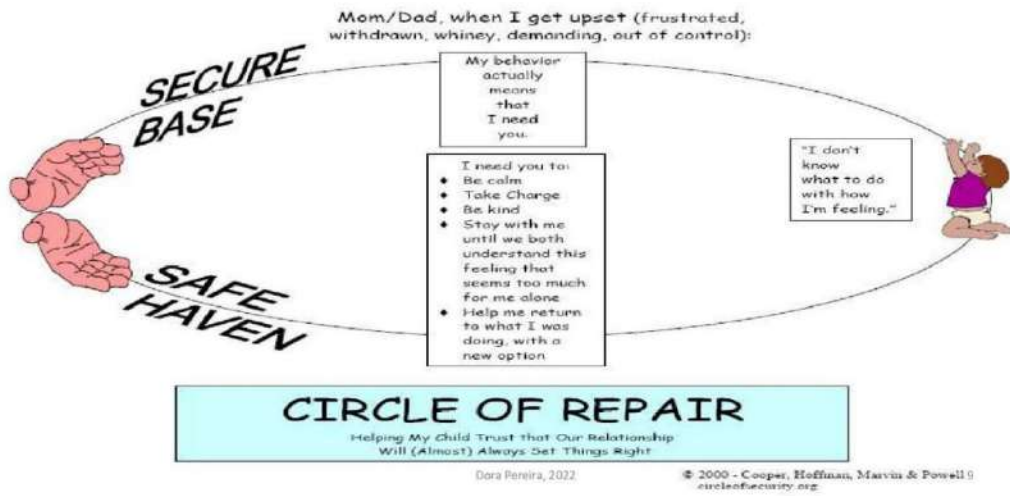 Mom/Dad, when I get upset (frustrated,
withdrawn, whiney, demanding, out of control):
SECURE
BASE
My behavior
actually
means
that
I need
you.
"I don't
know
what to do
with how
I'm feeling."
I need you to:
♦ Be calm
♦ Take Charge
♦ Be kind
♦ Stay with me
until we both
understand this
feeling that
seems too much
for me alone
♦ Help me return
to what I was
doing, with a
new option
SAFE
HAVEN
CIRCLE OF REPAIR
Helping My Child Trust that Our Relationship
Will (Almost) Always Set Things Right
Dora Pereira, 2022
© 2000 - Cooper, Hoffman, Marvin & Powell 9
circleofsecurity.org